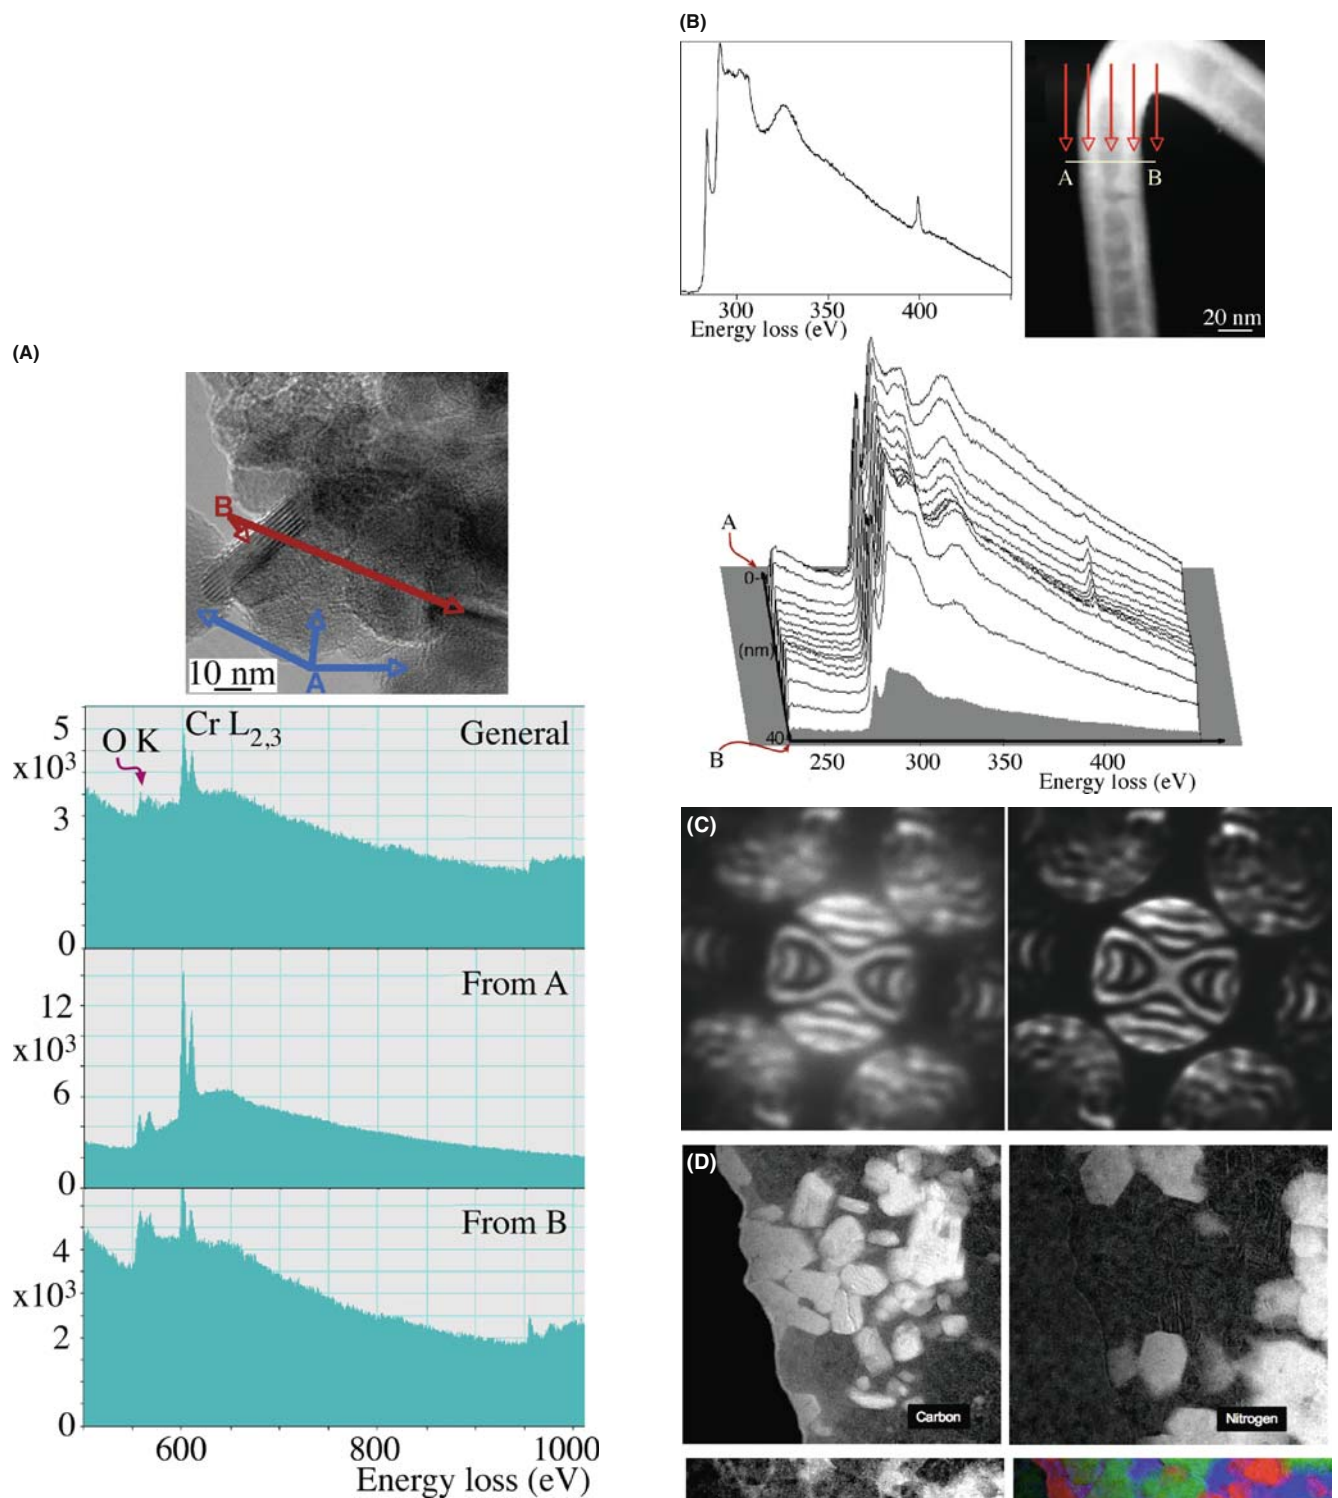 (A)
B
A
10 nm
O K
Cr L2,3
General
5
x10³
3
0
From A
12
x10³
6
0
From B
4
x10³
2
0
600
800
1000
Energy loss (eV)
(B)
300
350
400
Energy loss (eV)
A
B
20 nm
A
0
(nm)
40
B
250
300
350
400
Energy loss (eV)
(C)
(D)
Carbon
Nitrogen